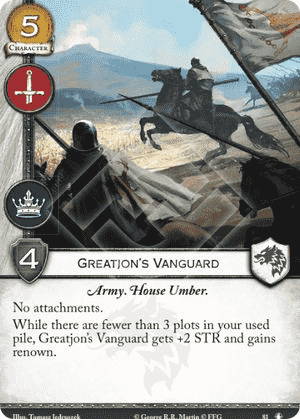 5
Character
4
Greatjon's Vanguard
Army. House Umber.
No attachments.
While there are fewer than 3 plots in your used
pile, Greatjon's Vanguard gets +2 STR and gains
renown.
Illus. Tomasz Jedruszek
© George R.R. Martin © FFG
81